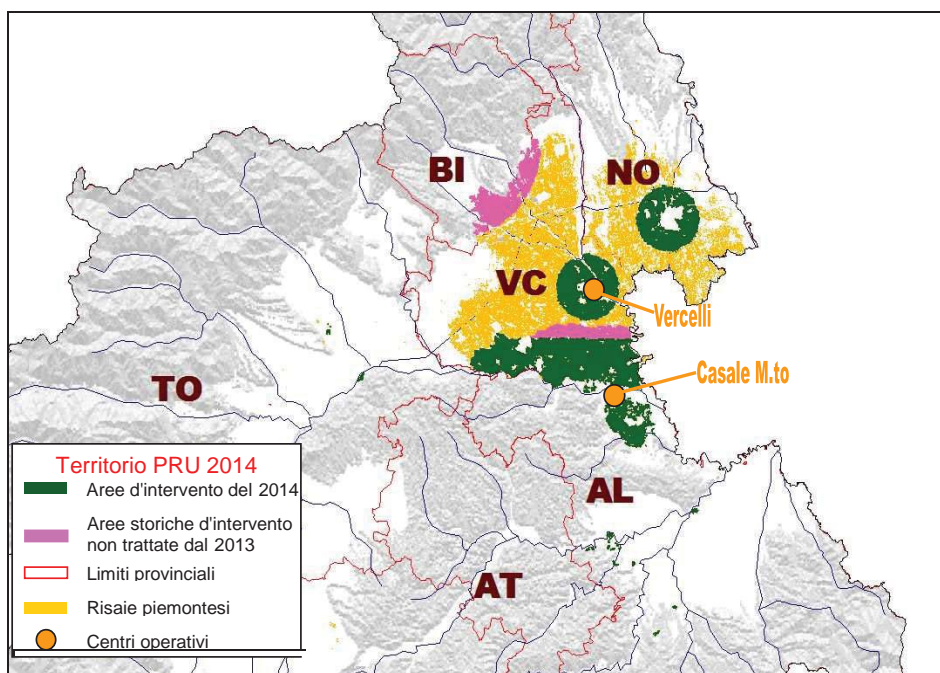 BI
NO
VC
Vercelli
Casale M.to
TO
AL
AT
Territorio PRU 2014
Aree d'intervento del 2014
Aree storiche d'intervento
non trattate dal 2013
Limiti provinciali
Risaie piemontesi
Centri operativi